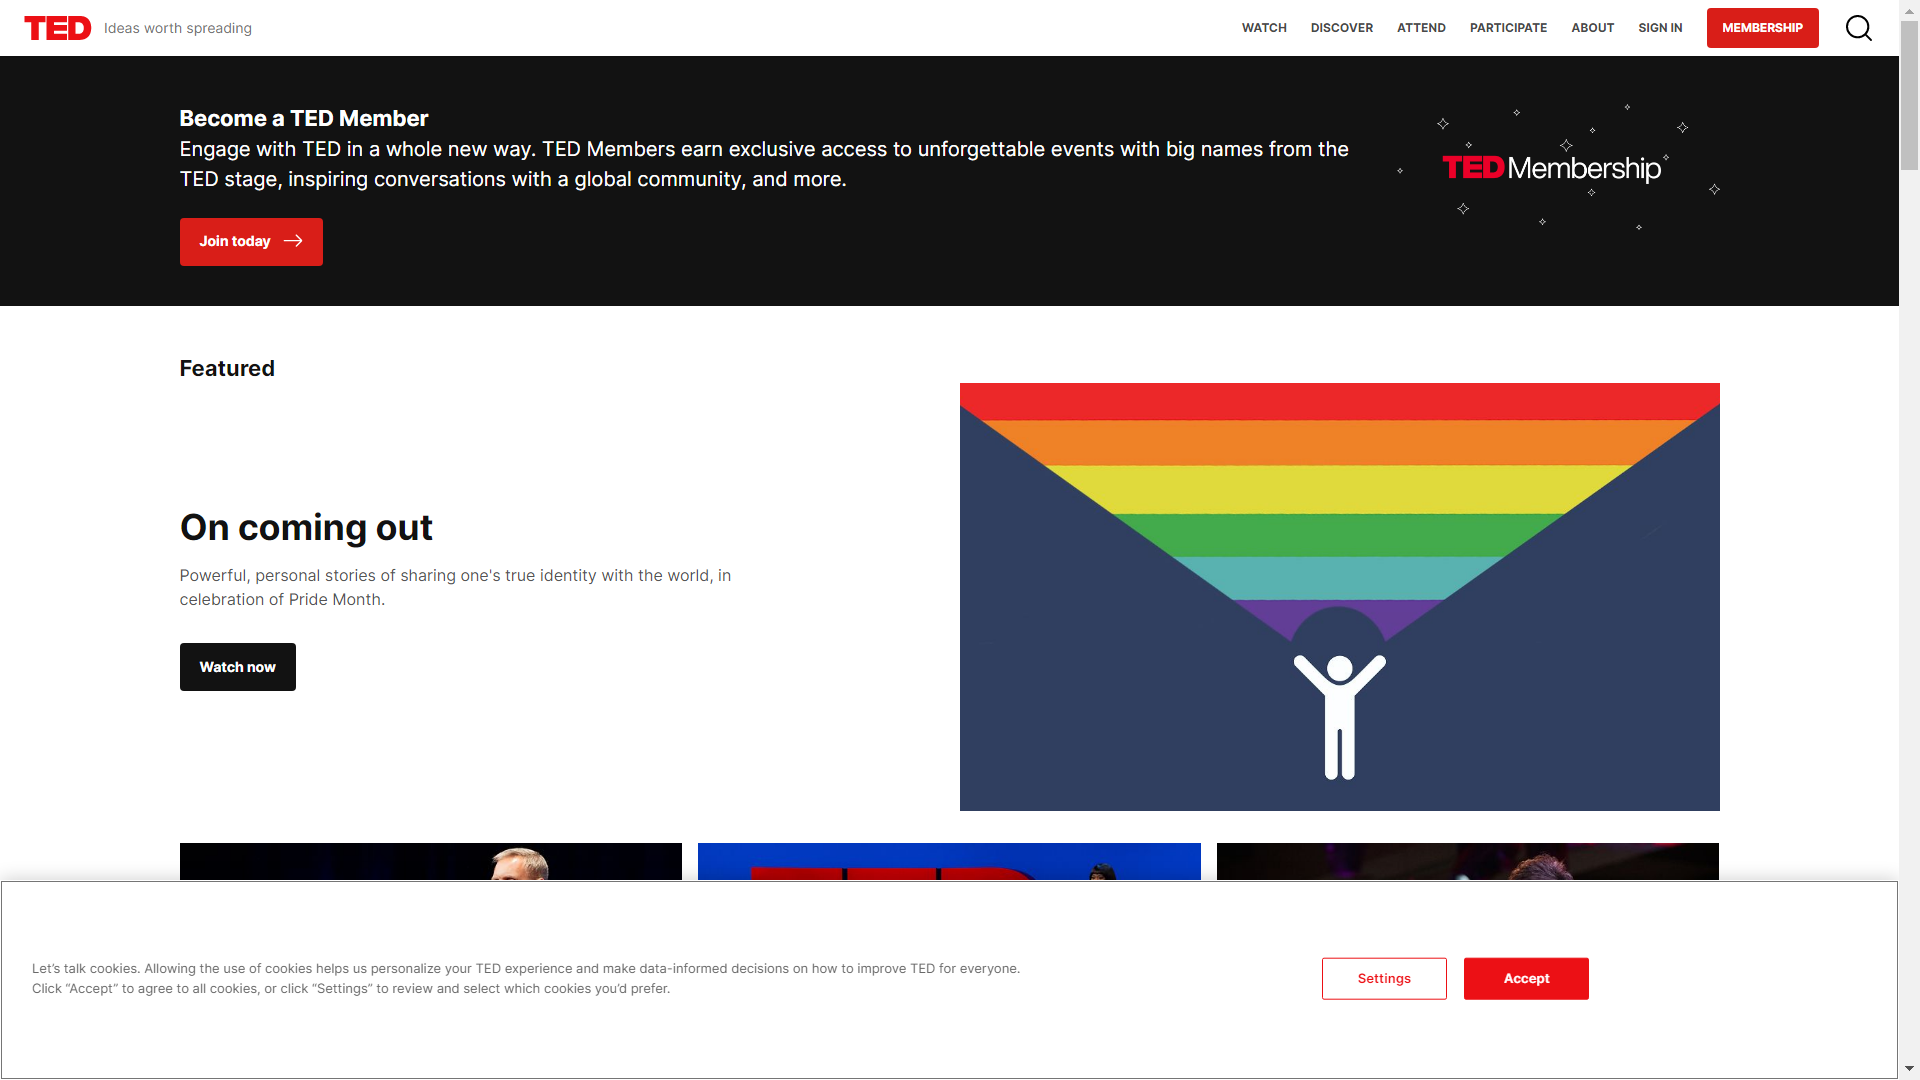 TED Ideas worth spreading
WATCH DISCOVER ATTEND PARTICIPATE ABOUT SIGN IN MEMBERSHIP
Become a TED Member
Engage with TED in a whole new way. TED Members earn exclusive access to unforgettable events with big names from the
TED stage, inspiring conversations with a global community, and more.
TED Membership
Join today
Featured
On coming out
Powerful, personal stories of sharing one's true identity with the world, in
celebration of Pride Month.
Watch now
Let’s talk cookies. Allowing the use of cookies helps us personalize your TED experience and make data-informed decisions on how to improve TED for everyone.
Click “Accept” to agree to all cookies, or click “Settings” to review and select which cookies you’d prefer.
Settings
Accept